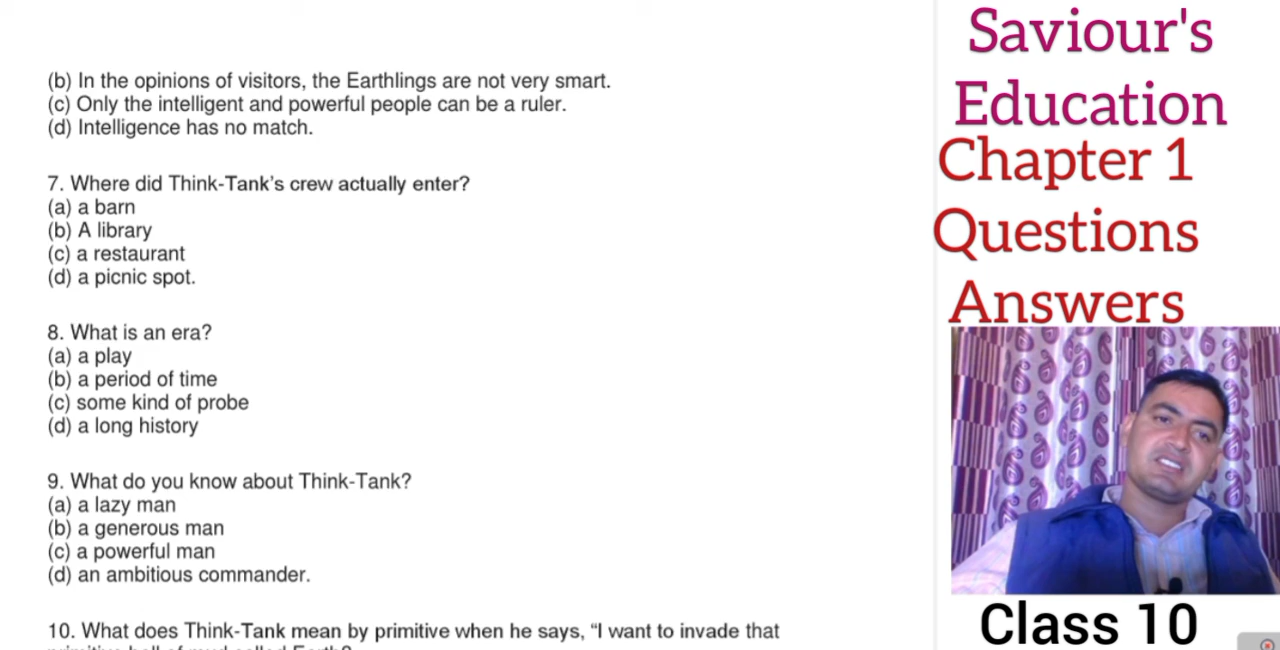 (b) In the opinions of visitors, the Earthlings are not very smart.
(c) Only the intelligent and powerful people can be a ruler.
(d) Intelligence has no match.
7. Where did Think-Tank’s crew actually enter?
(a) a barn
(b) A library
(c) a restaurant
(d) a picnic spot.
8. What is an era?
(a) a play
(b) a period of time
(c) some kind of probe
(d) a long history
9. What do you know about Think-Tank?
(a) a lazy man
(b) a generous man
(c) a powerful man
(d) an ambitious commander.
10. What does Think-Tank mean by primitive when he says, “I want to invade that
Saviour's
Education
Chapter 1
Questions
Answers
Class 10